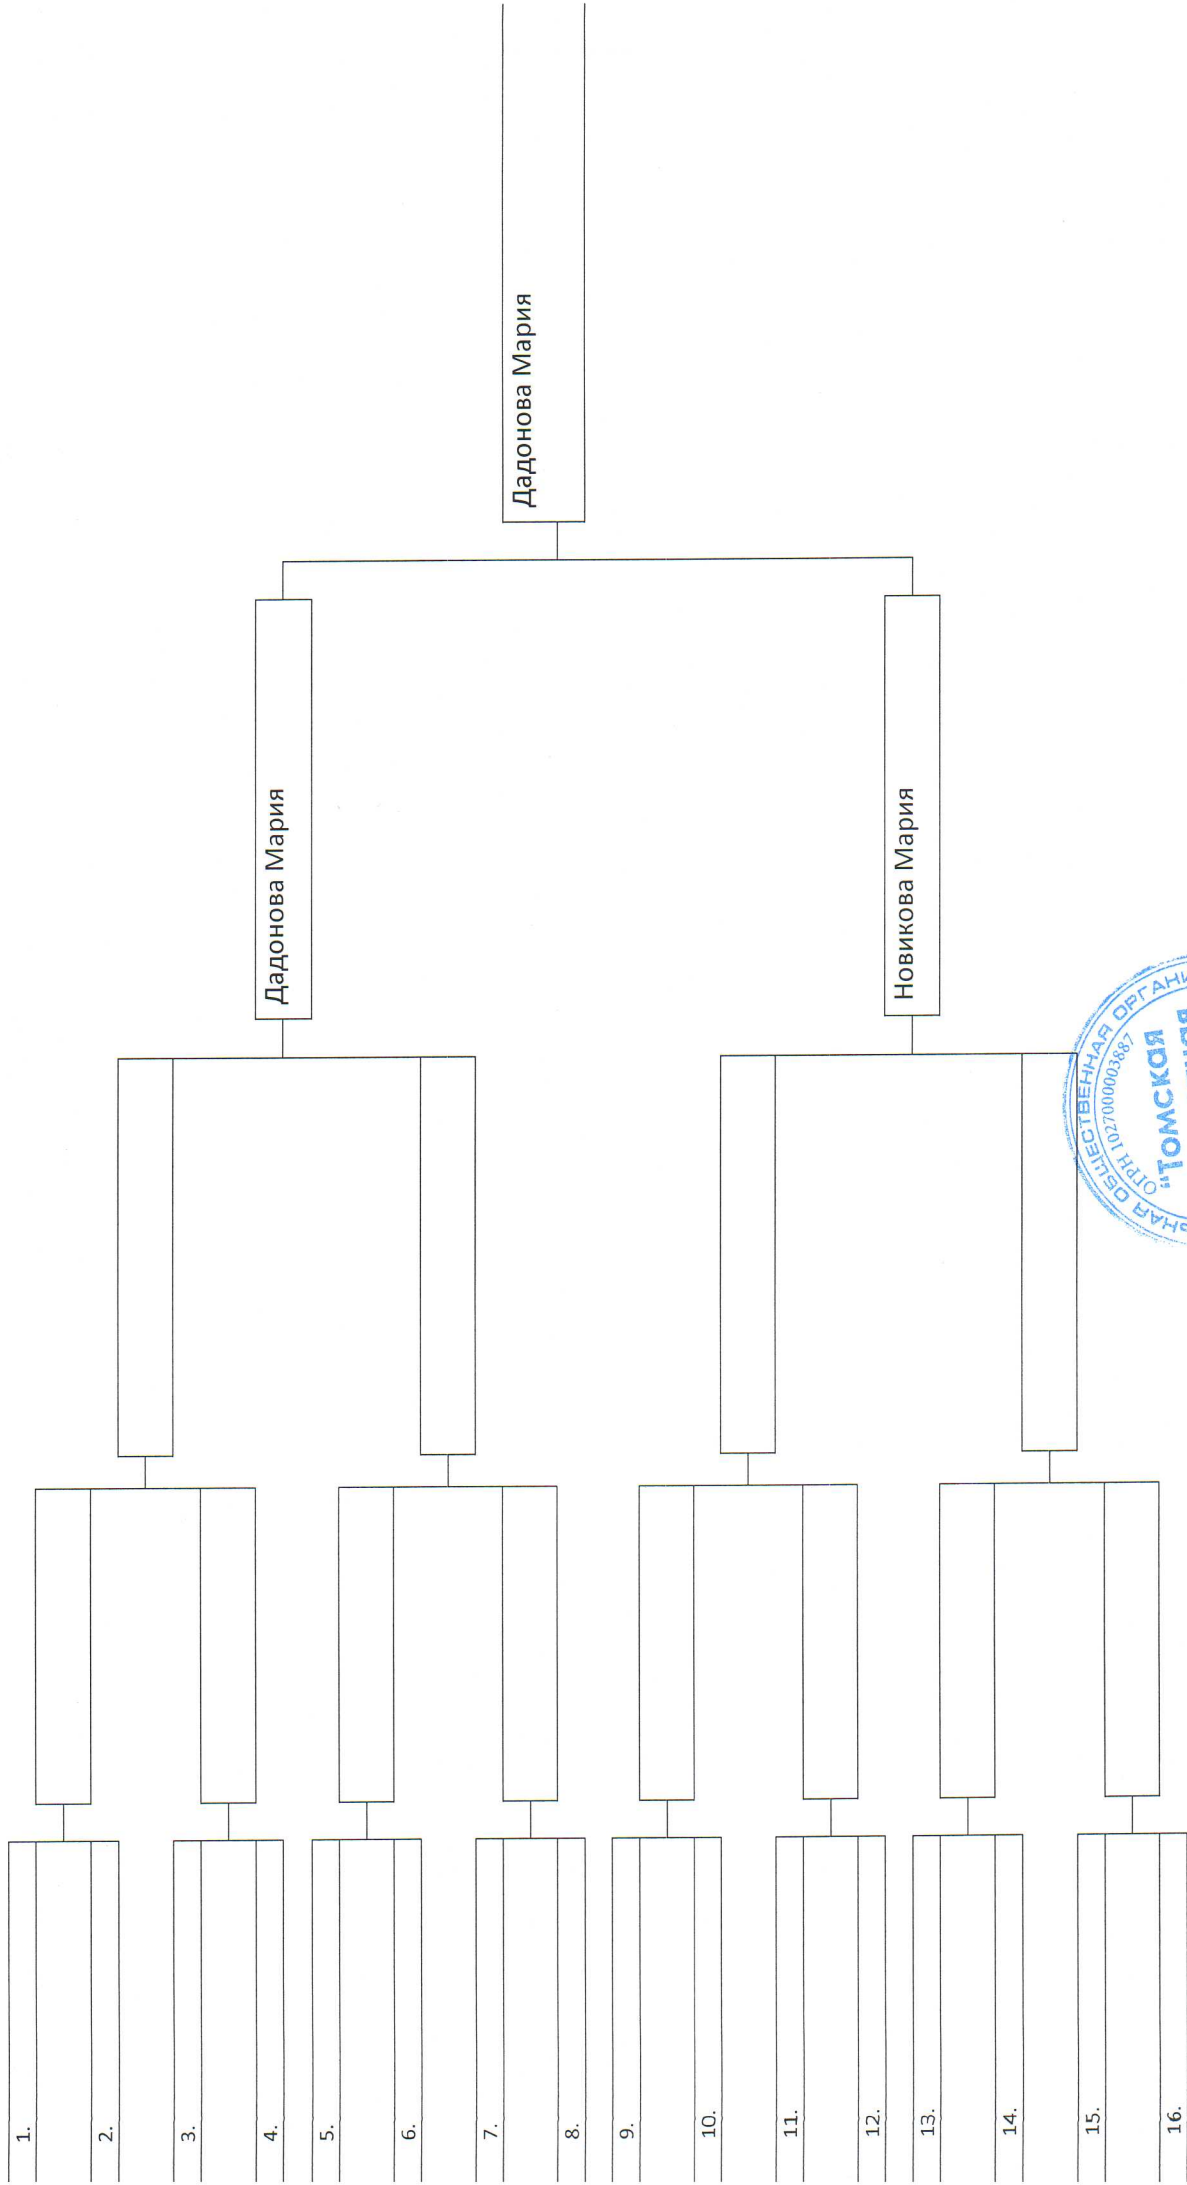 1.
2.
3.
4.
5.
6.
7.
8.
9.
10.
11.
12.
13.
14.
15.
16.
Дадонова Мария
Новикова Мария
Дадонова Мария
ОБЩЕСТВЕННАЯ
ОГРН 1027000003887
"Томская